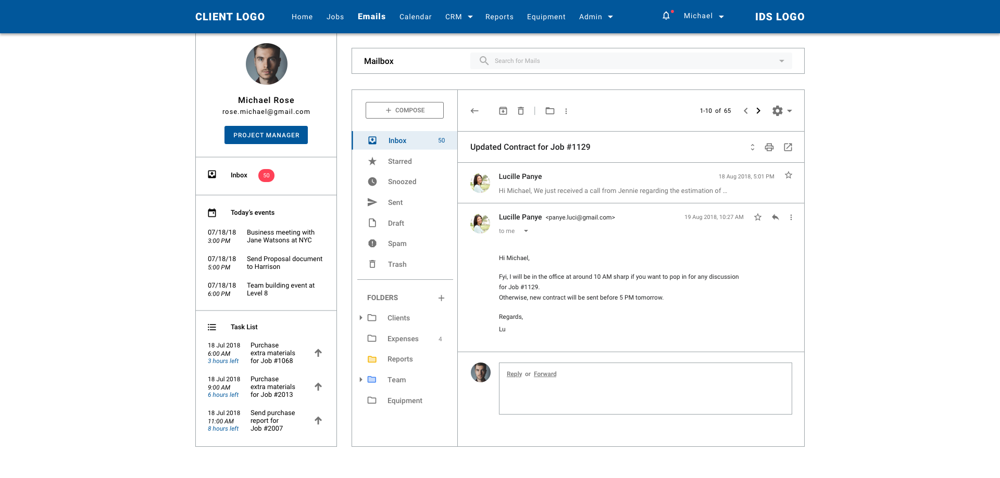 CLIENT LOGO
Home
Jobs
Emails
Calendar
CRM
Reports
Equipment
Admin
Michael
IDS LOGO
Michael Rose
rose.michael@gmail.com
PROJECT MANAGER
Inbox 50
Today's events
07/18/18 Business meeting with
3:00 PM Jane Watsons at NYC
07/18/18 Send Proposal document
5:00 PM to Harrison
07/18/18 Team building event at
6:00 PM Level 8
Task List
18 Jul 2018 Purchase
6:00 AM extra materials
3 hours left for Job #1068
18 Jul 2018 Purchase
9:00 AM extra materials
6 hours left for Job #2013
18 Jul 2018 Send purchase
11:00 AM report for
8 hours left Job #2007
Mailbox
Search for Mails
COMPOSE
Inbox 50
Starred
Snoozed
Sent
Draft
Spam
Trash
FOLDERS +
Clients
Expenses 4
Reports
Team
Equipment
1-10 of 65
Updated Contract for Job #1129
Lucille Panye 18 Aug 2018, 5:01 PM
Hi Michael, We just received a call from Jennie regarding the estimation of ...
Lucille Panye <panye.luci@gmail.com> 19 Aug 2018, 10:27 AM
to me
Hi Michael,
Fyi, I will be in the office at around 10 AM sharp if you want to pop in for any discussion
for Job #1129.
Otherwise, new contract will be sent before 5 PM tomorrow.
Regards,
Lu
Reply or Forward